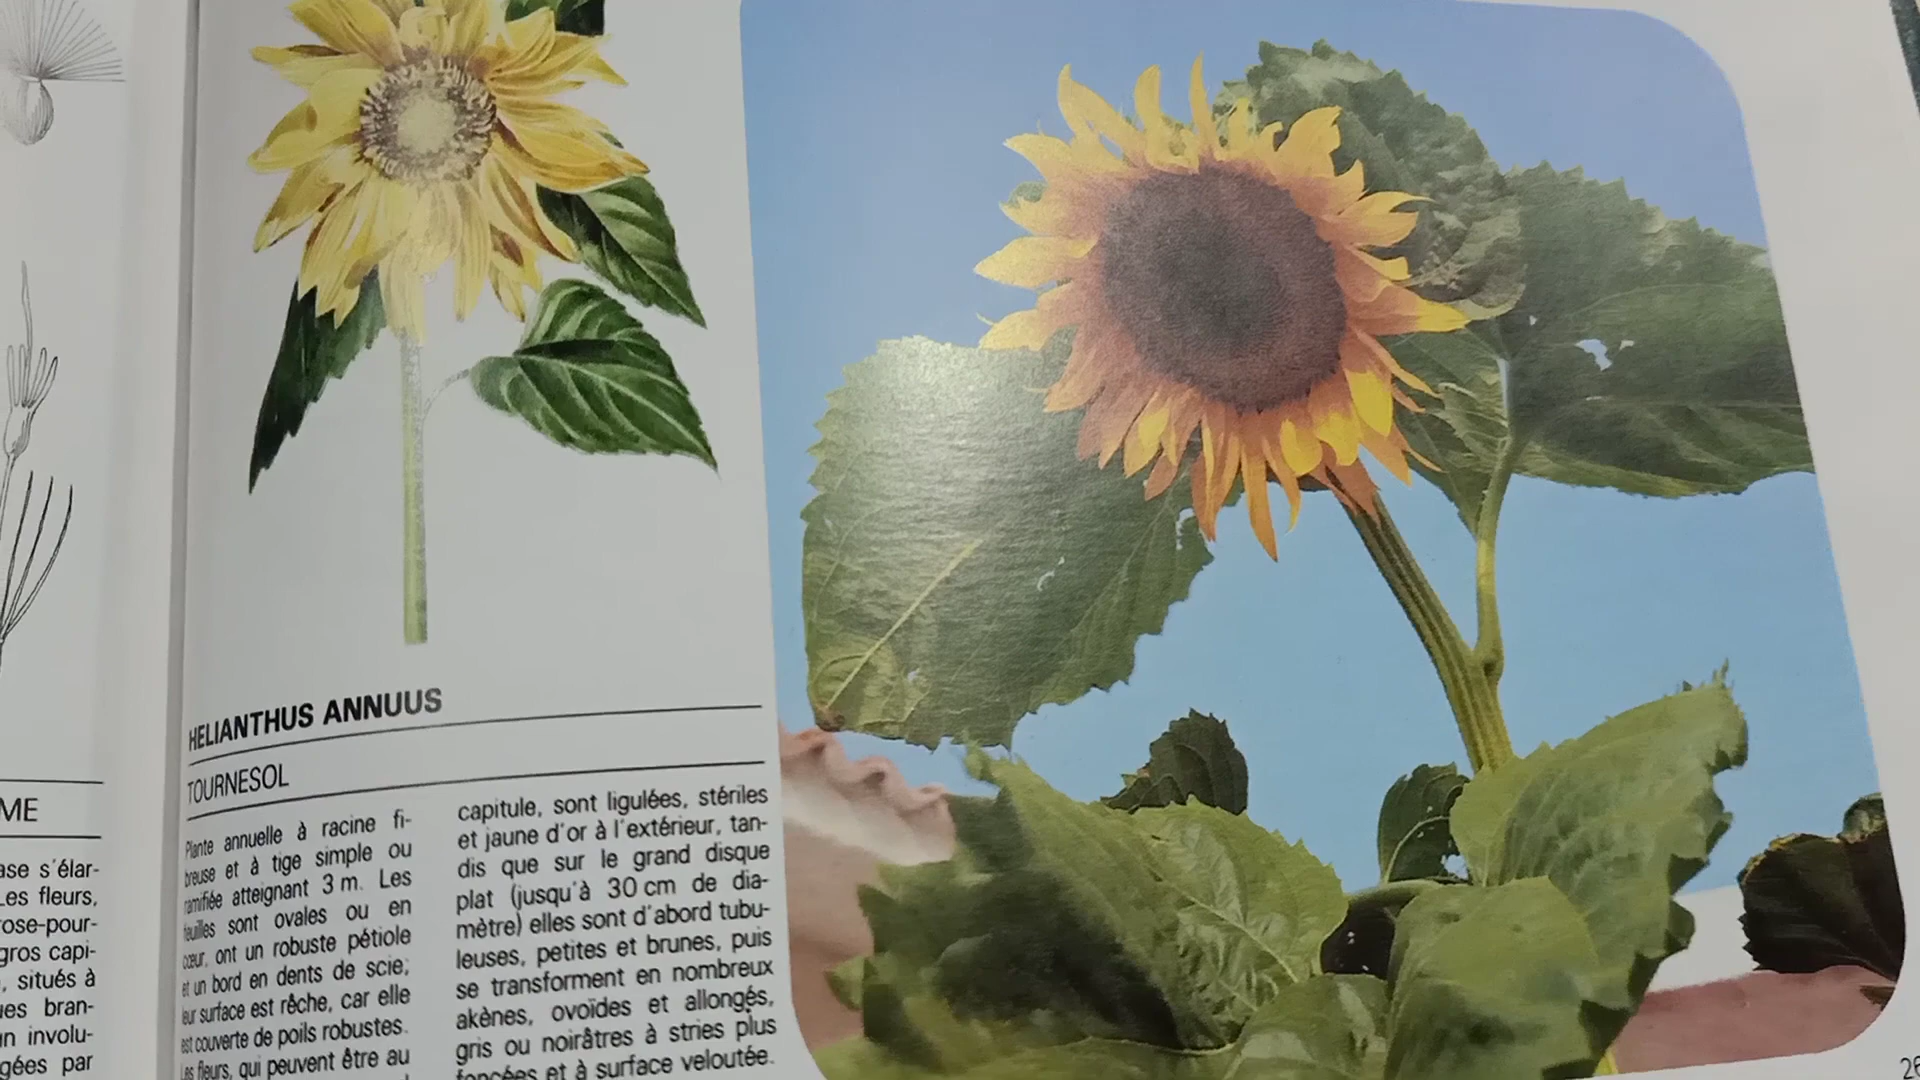 ME
ase s'élar-
Les fleurs,
ose-pour-
gros capi-
, situés à
ues bran-
n involu-
gées par
HELIANTHUS ANNUUS
TOURNESOL
Plante annuelle à racine fi-
breuse et à tige simple ou
ramifiée atteignant 3 m. Les
feuilles sont ovales ou en
cœur, ont un robuste pétiole
et un bord en dents de scie;
leur surface est rêche, car elle
est couverte de poils robustes.
Les fleurs, qui peuvent être au
capitule, sont ligulées, stériles
et jaune d'or à l'extérieur, tan-
dis que sur le grand disque
plat (jusqu'à 30 cm de dia-
mètre) elles sont d'abord tubu-
leuses, petites et brunes, puis
se transforment en nombreux
akènes, ovoïdes et allongés,
gris ou noirâtres à stries plus
foncées et à surface veloutée.
26